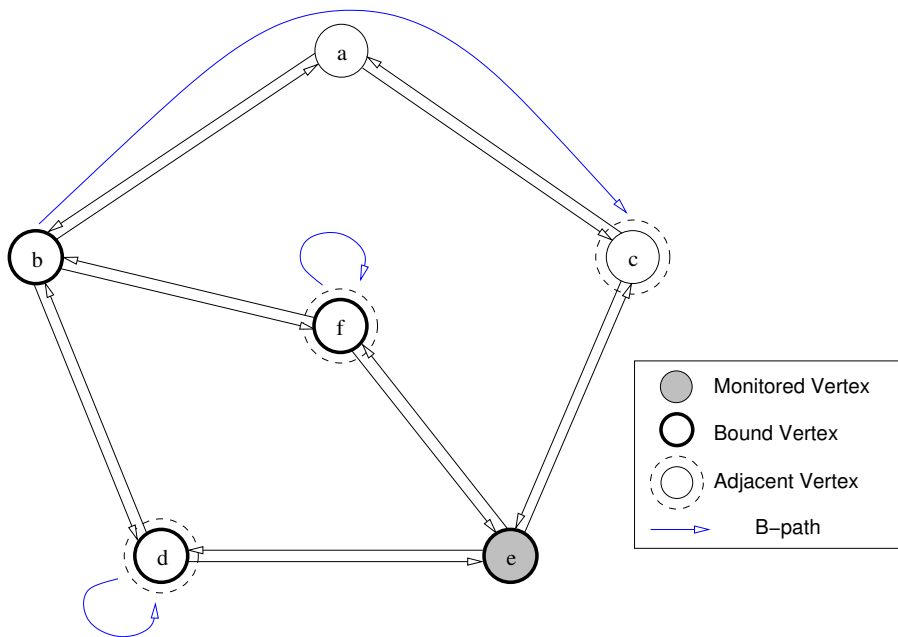 a
b
c
f
d
e
Monitored Vertex
Bound Vertex
Adjacent Vertex
B-path